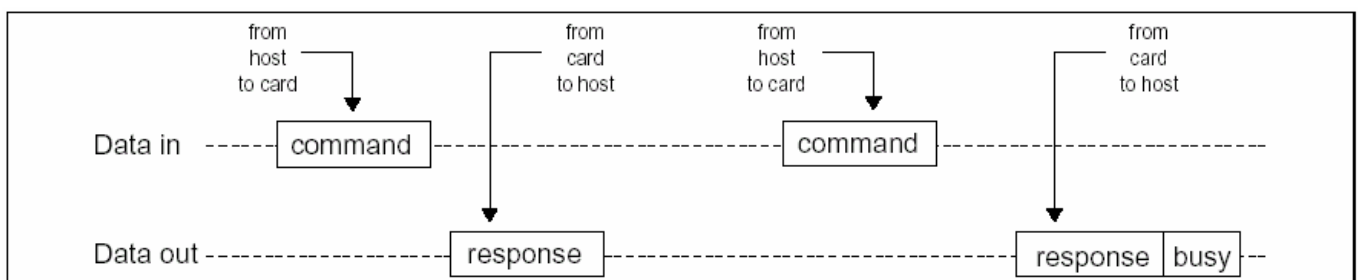 from
host
to card
from
card
to host
from
host
to card
from
card
to host
Data in
command
command
Data out
response
response
busy